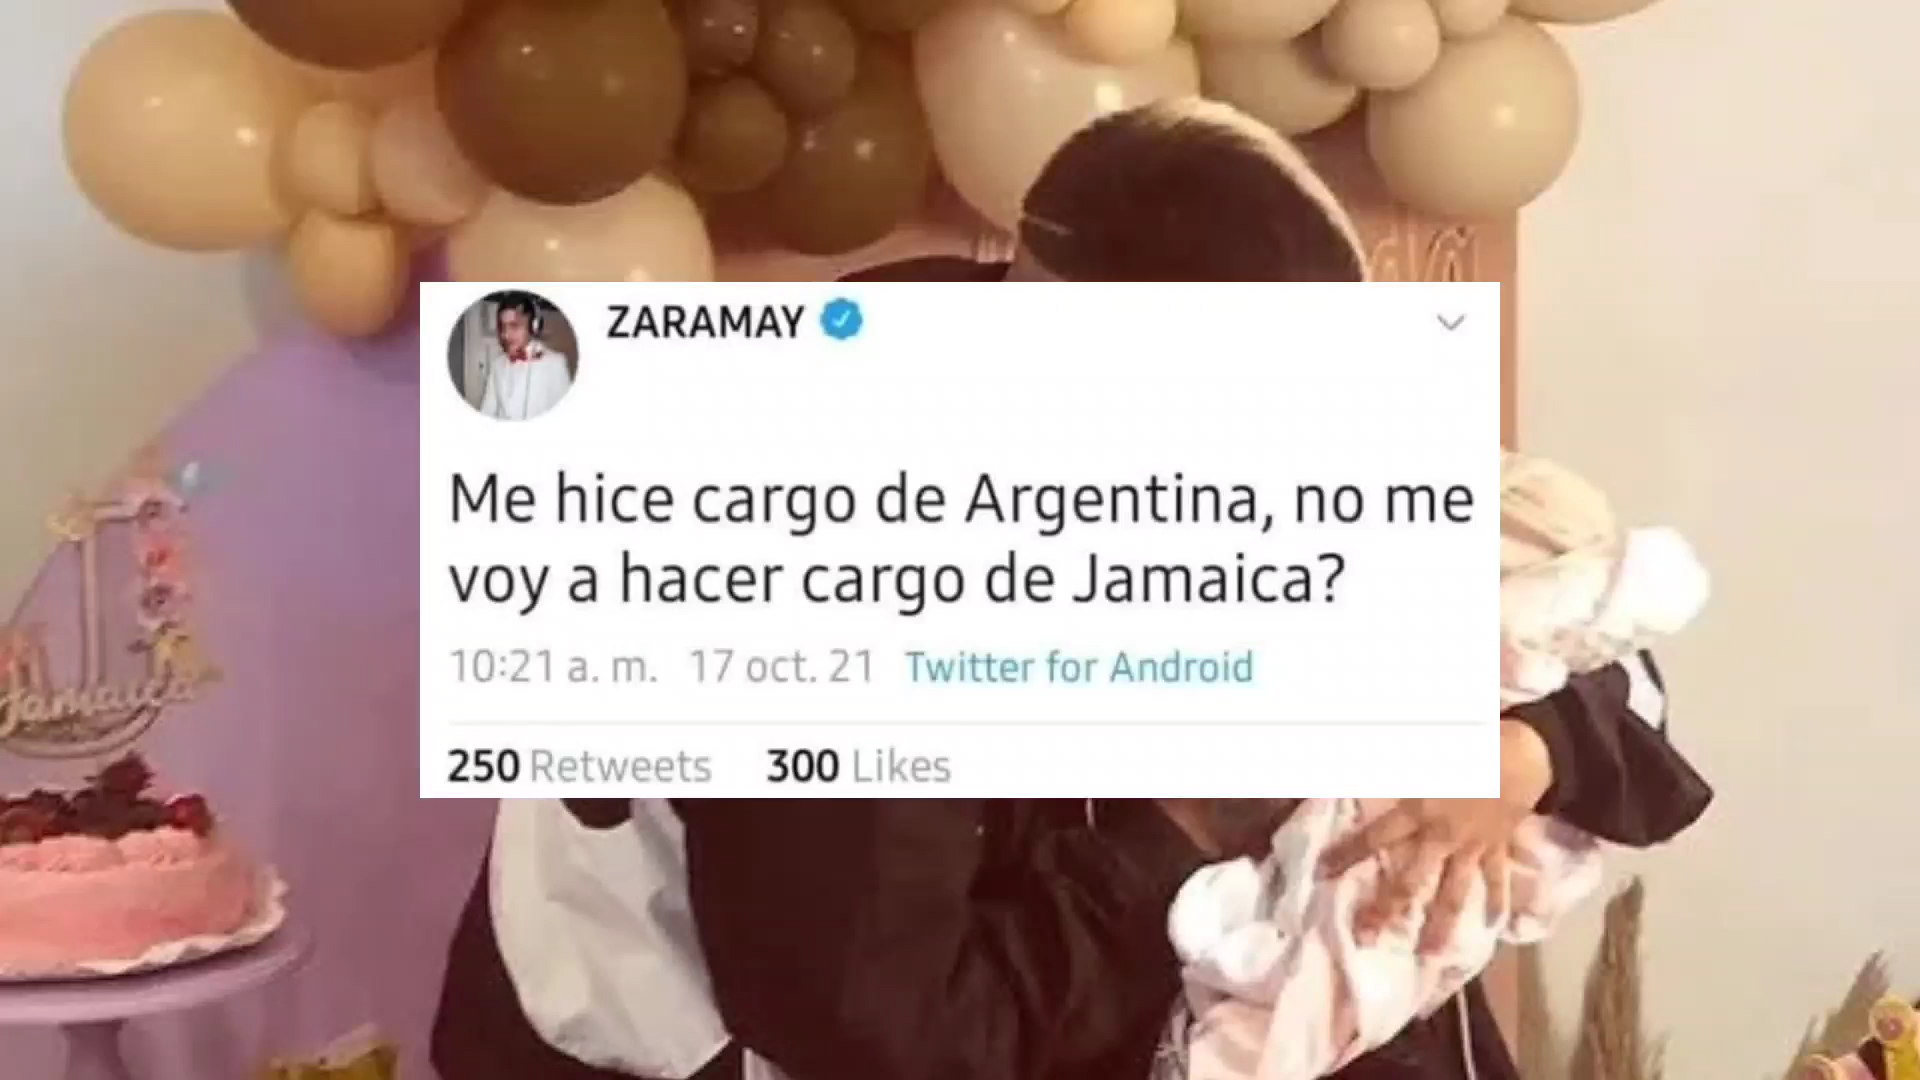 ZARAMAY
Me hice cargo de Argentina, no me
voy a hacer cargo de Jamaica?
10:21 a. m. 17 oct. 21 Twitter for Android
250 Retweets 300 Likes
Jamaica